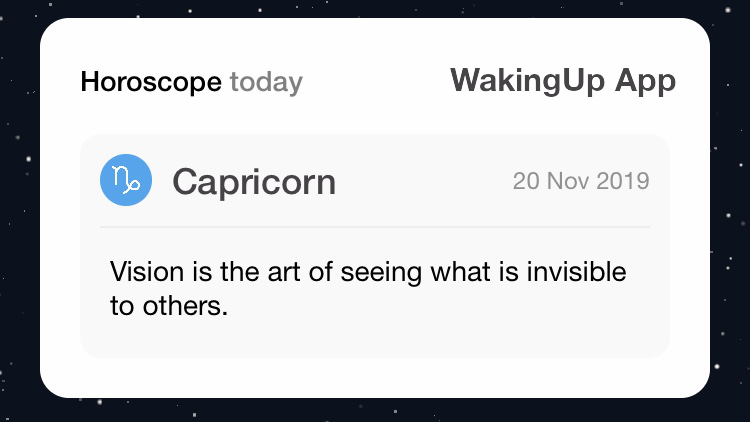 Horoscope today
WakingUp App
Capricorn
20 Nov 2019
Vision is the art of seeing what is invisible
to others.